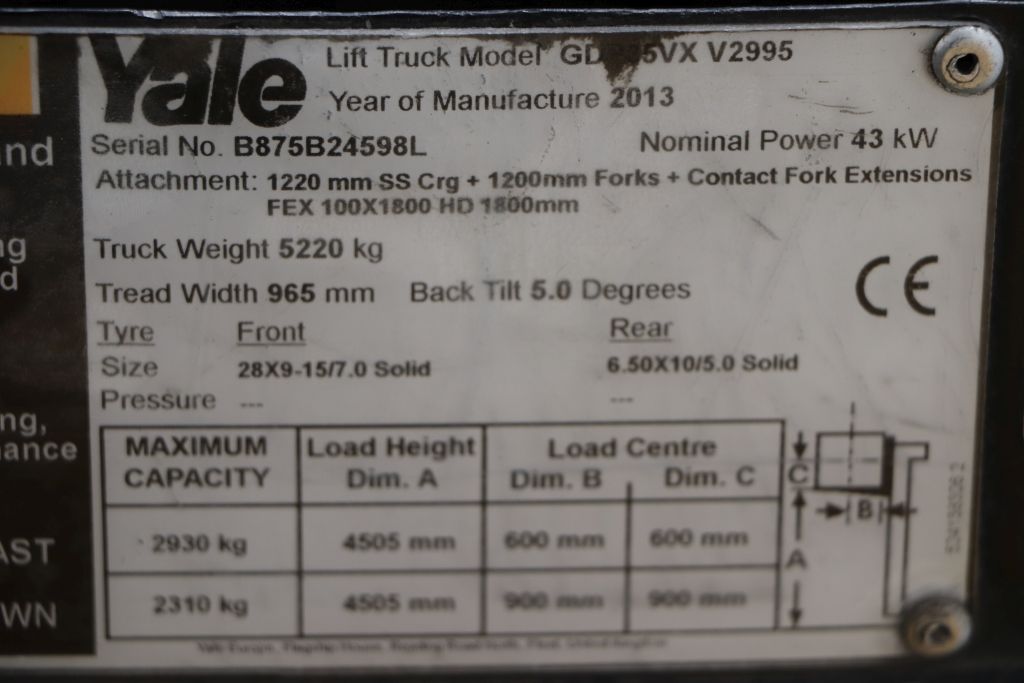 Yale
Lift Truck Model GD 5VX V2995
Year of Manufacture 2013
Serial No. B875B24598L Nominal Power 43 kW
Attachment: 1220 mm SS Crg + 1200mm Forks + Contact Fork Extensions
FEX 100X1800 HD 1800mm
Truck Weight 5220 kg
Tread Width 965 mm Back Tilt 5.0 Degrees
CE
Tyre Front Rear
Size 28X9-15/7.0 Solid 6.50X10/5.0 Solid
Pressure --- ---
MAXIMUM CAPACITY Load Height Dim. A Load Centre Dim. B Dim. C
2930 kg 4505 mm 600 mm 600 mm
2310 kg 4505 mm 900 mm 900 mm
C
B
A
nd
ng
d
ng,
ance
AST
WN